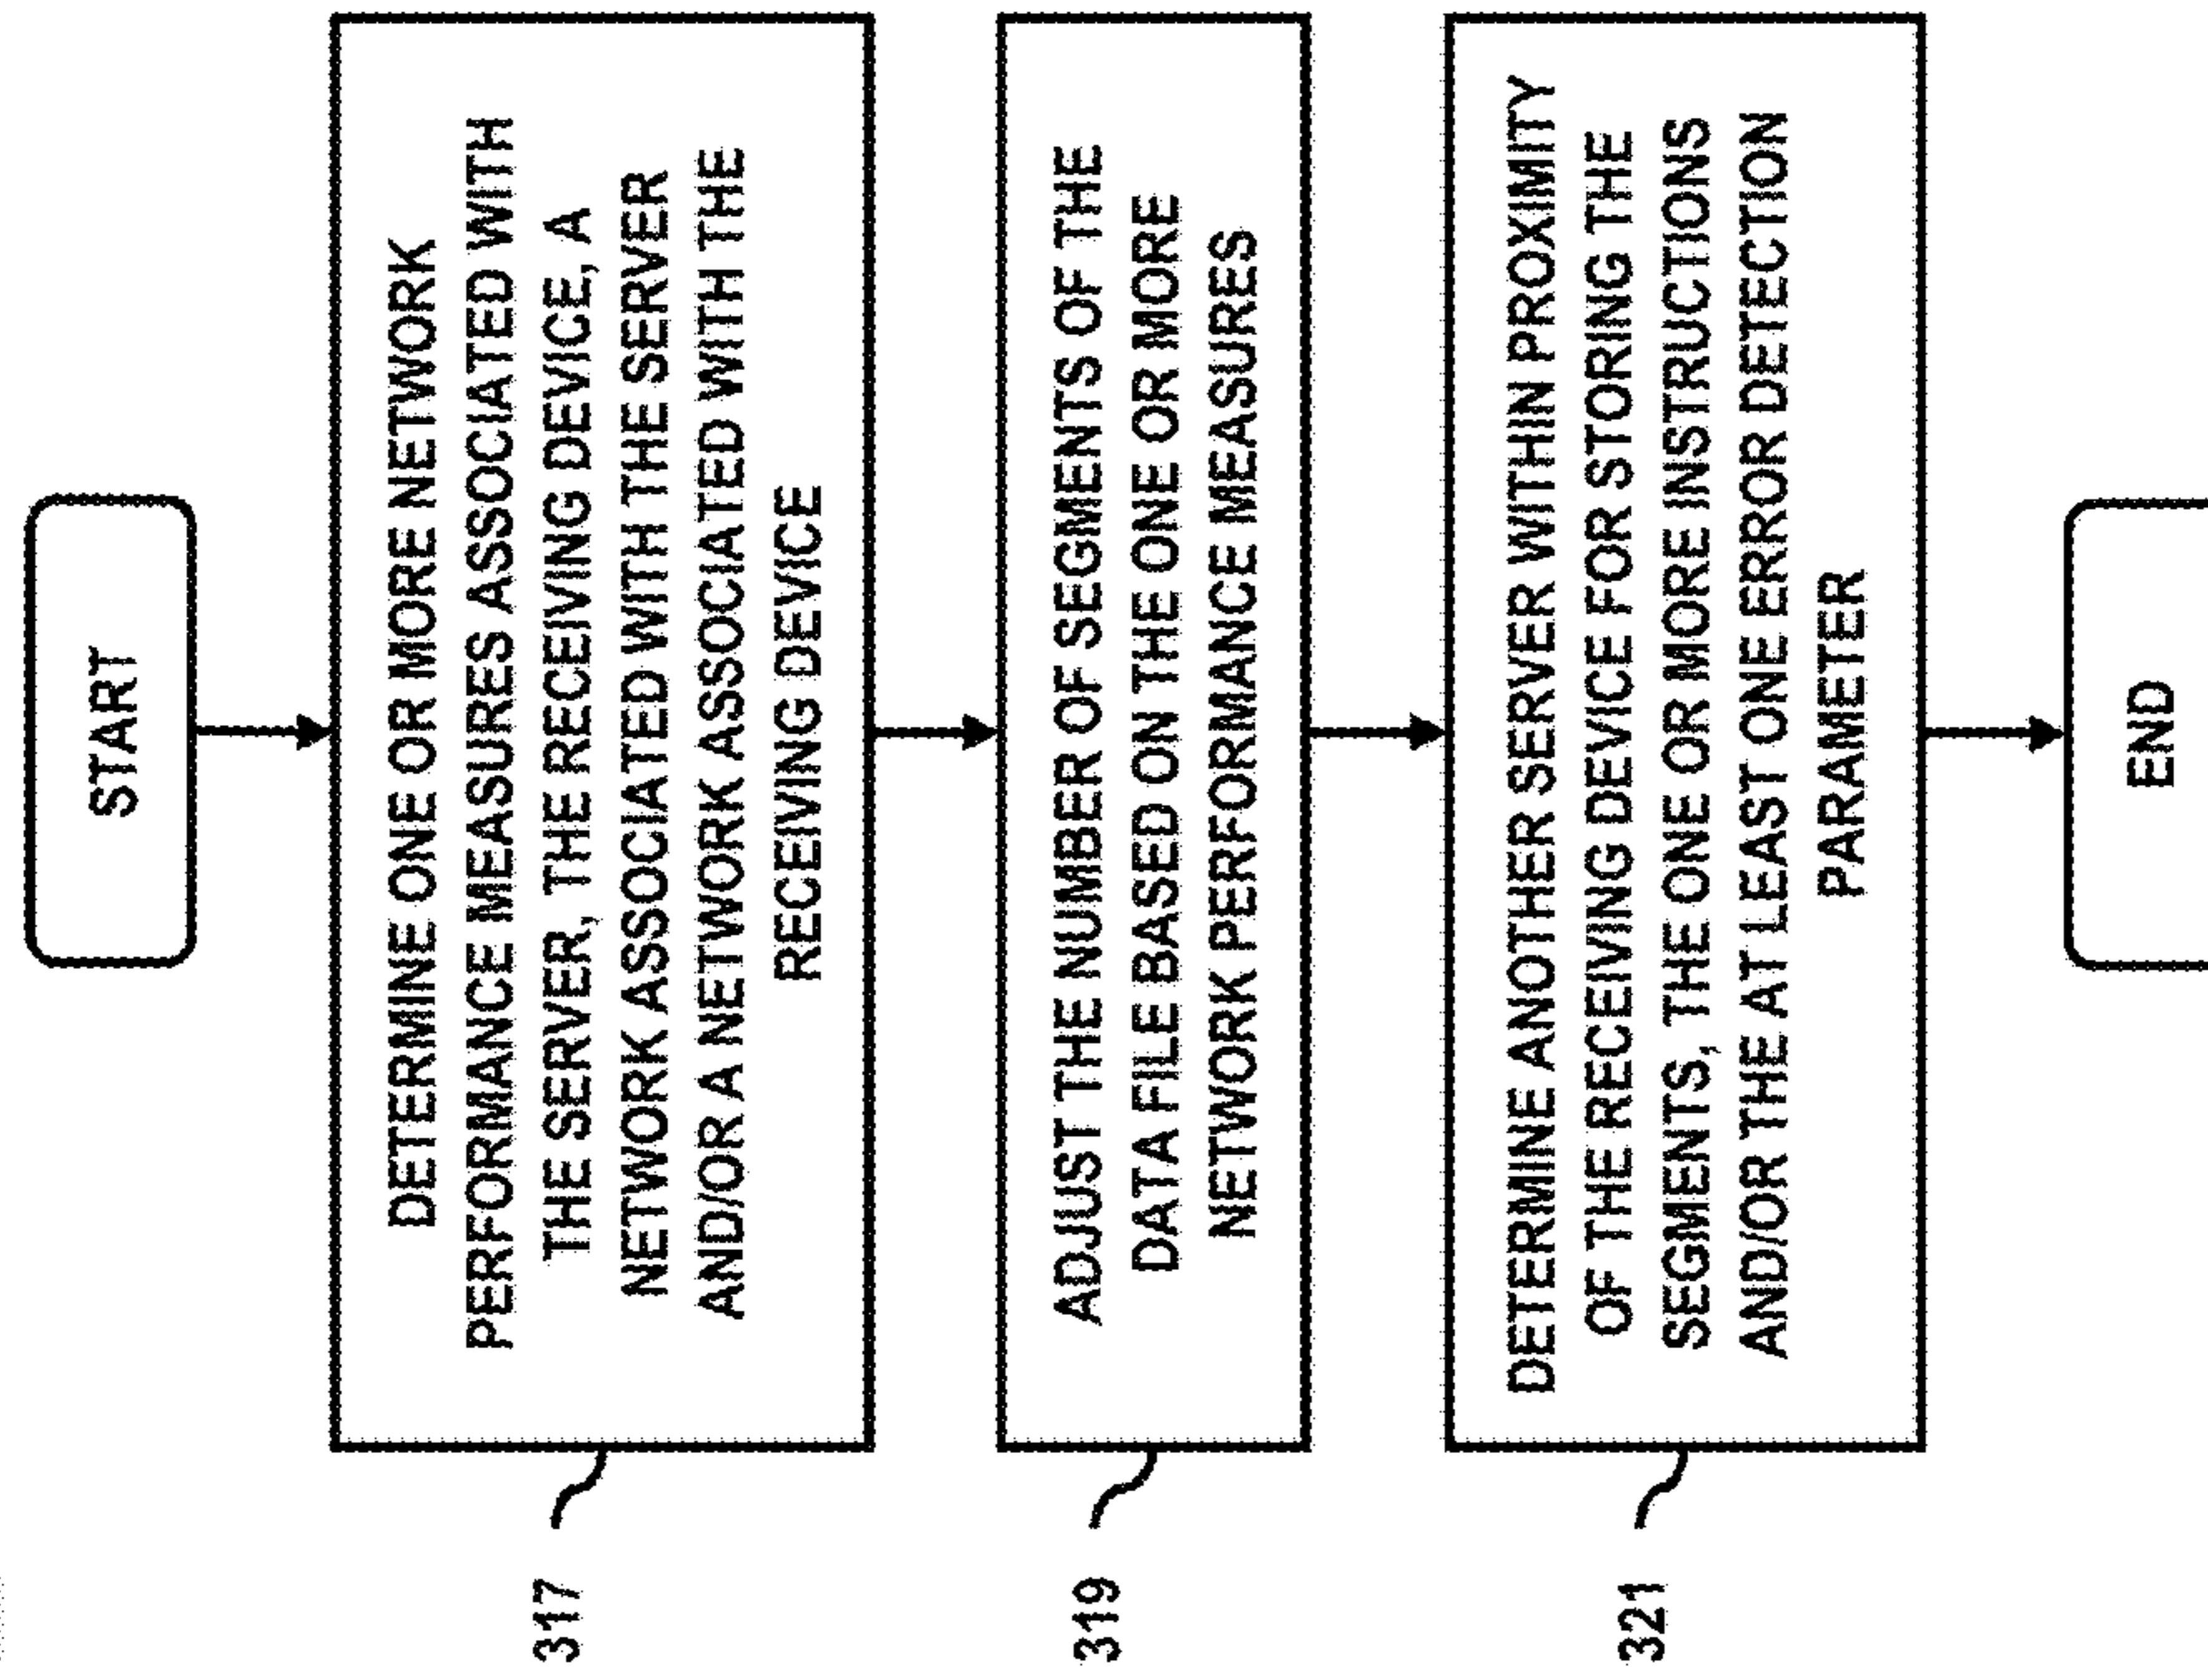 START
317
DETERMINE ONE OR MORE NETWORK
PERFORMANCE MEASURES ASSOCIATED WITH
THE SERVER, THE RECEIVING DEVICE, A
NETWORK ASSOCIATED WITH THE SERVER
AND/OR A NETWORK ASSOCIATED WITH THE
RECEIVING DEVICE
319
ADJUST THE NUMBER OF SEGMENTS OF THE
DATA FILE BASED ON THE ONE OR MORE
NETWORK PERFORMANCE MEASURES
321
DETERMINE ANOTHER SERVER WITHIN PROXIMITY
OF THE RECEIVING DEVICE FOR STORING THE
SEGMENTS, THE ONE OR MORE INSTRUCTIONS
AND/OR THE AT LEAST ONE ERROR DETECTION
PARAMETER
END